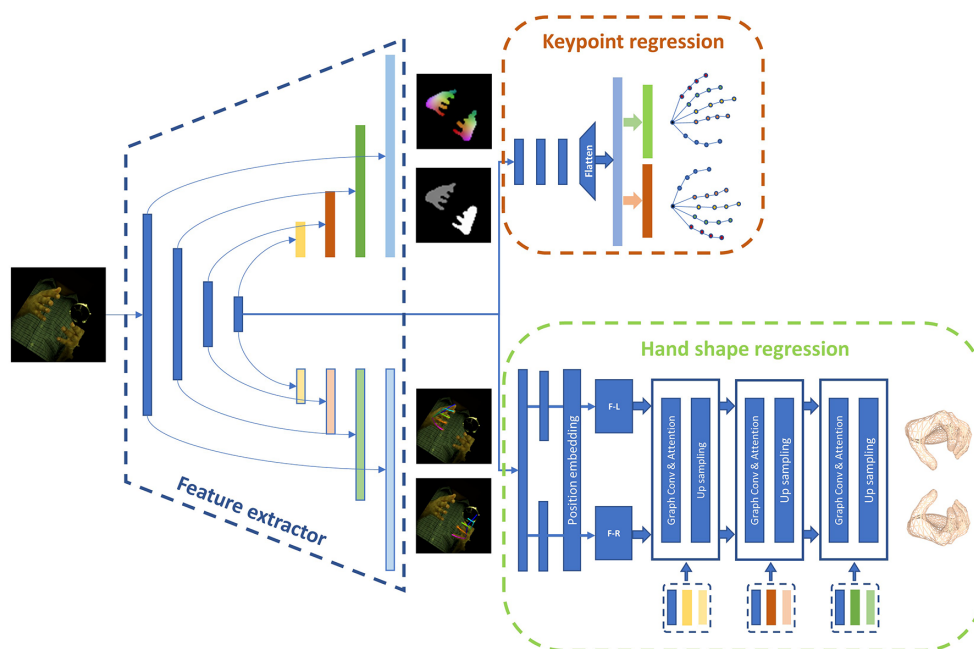 Keypoint regression
Flatten
Feature extractor
Hand shape regression
Position embedding
F-L
F-R
Graph Conv & Attention
Up sampling
Graph Conv & Attention
Up sampling
Graph Conv & Attention
Up sampling